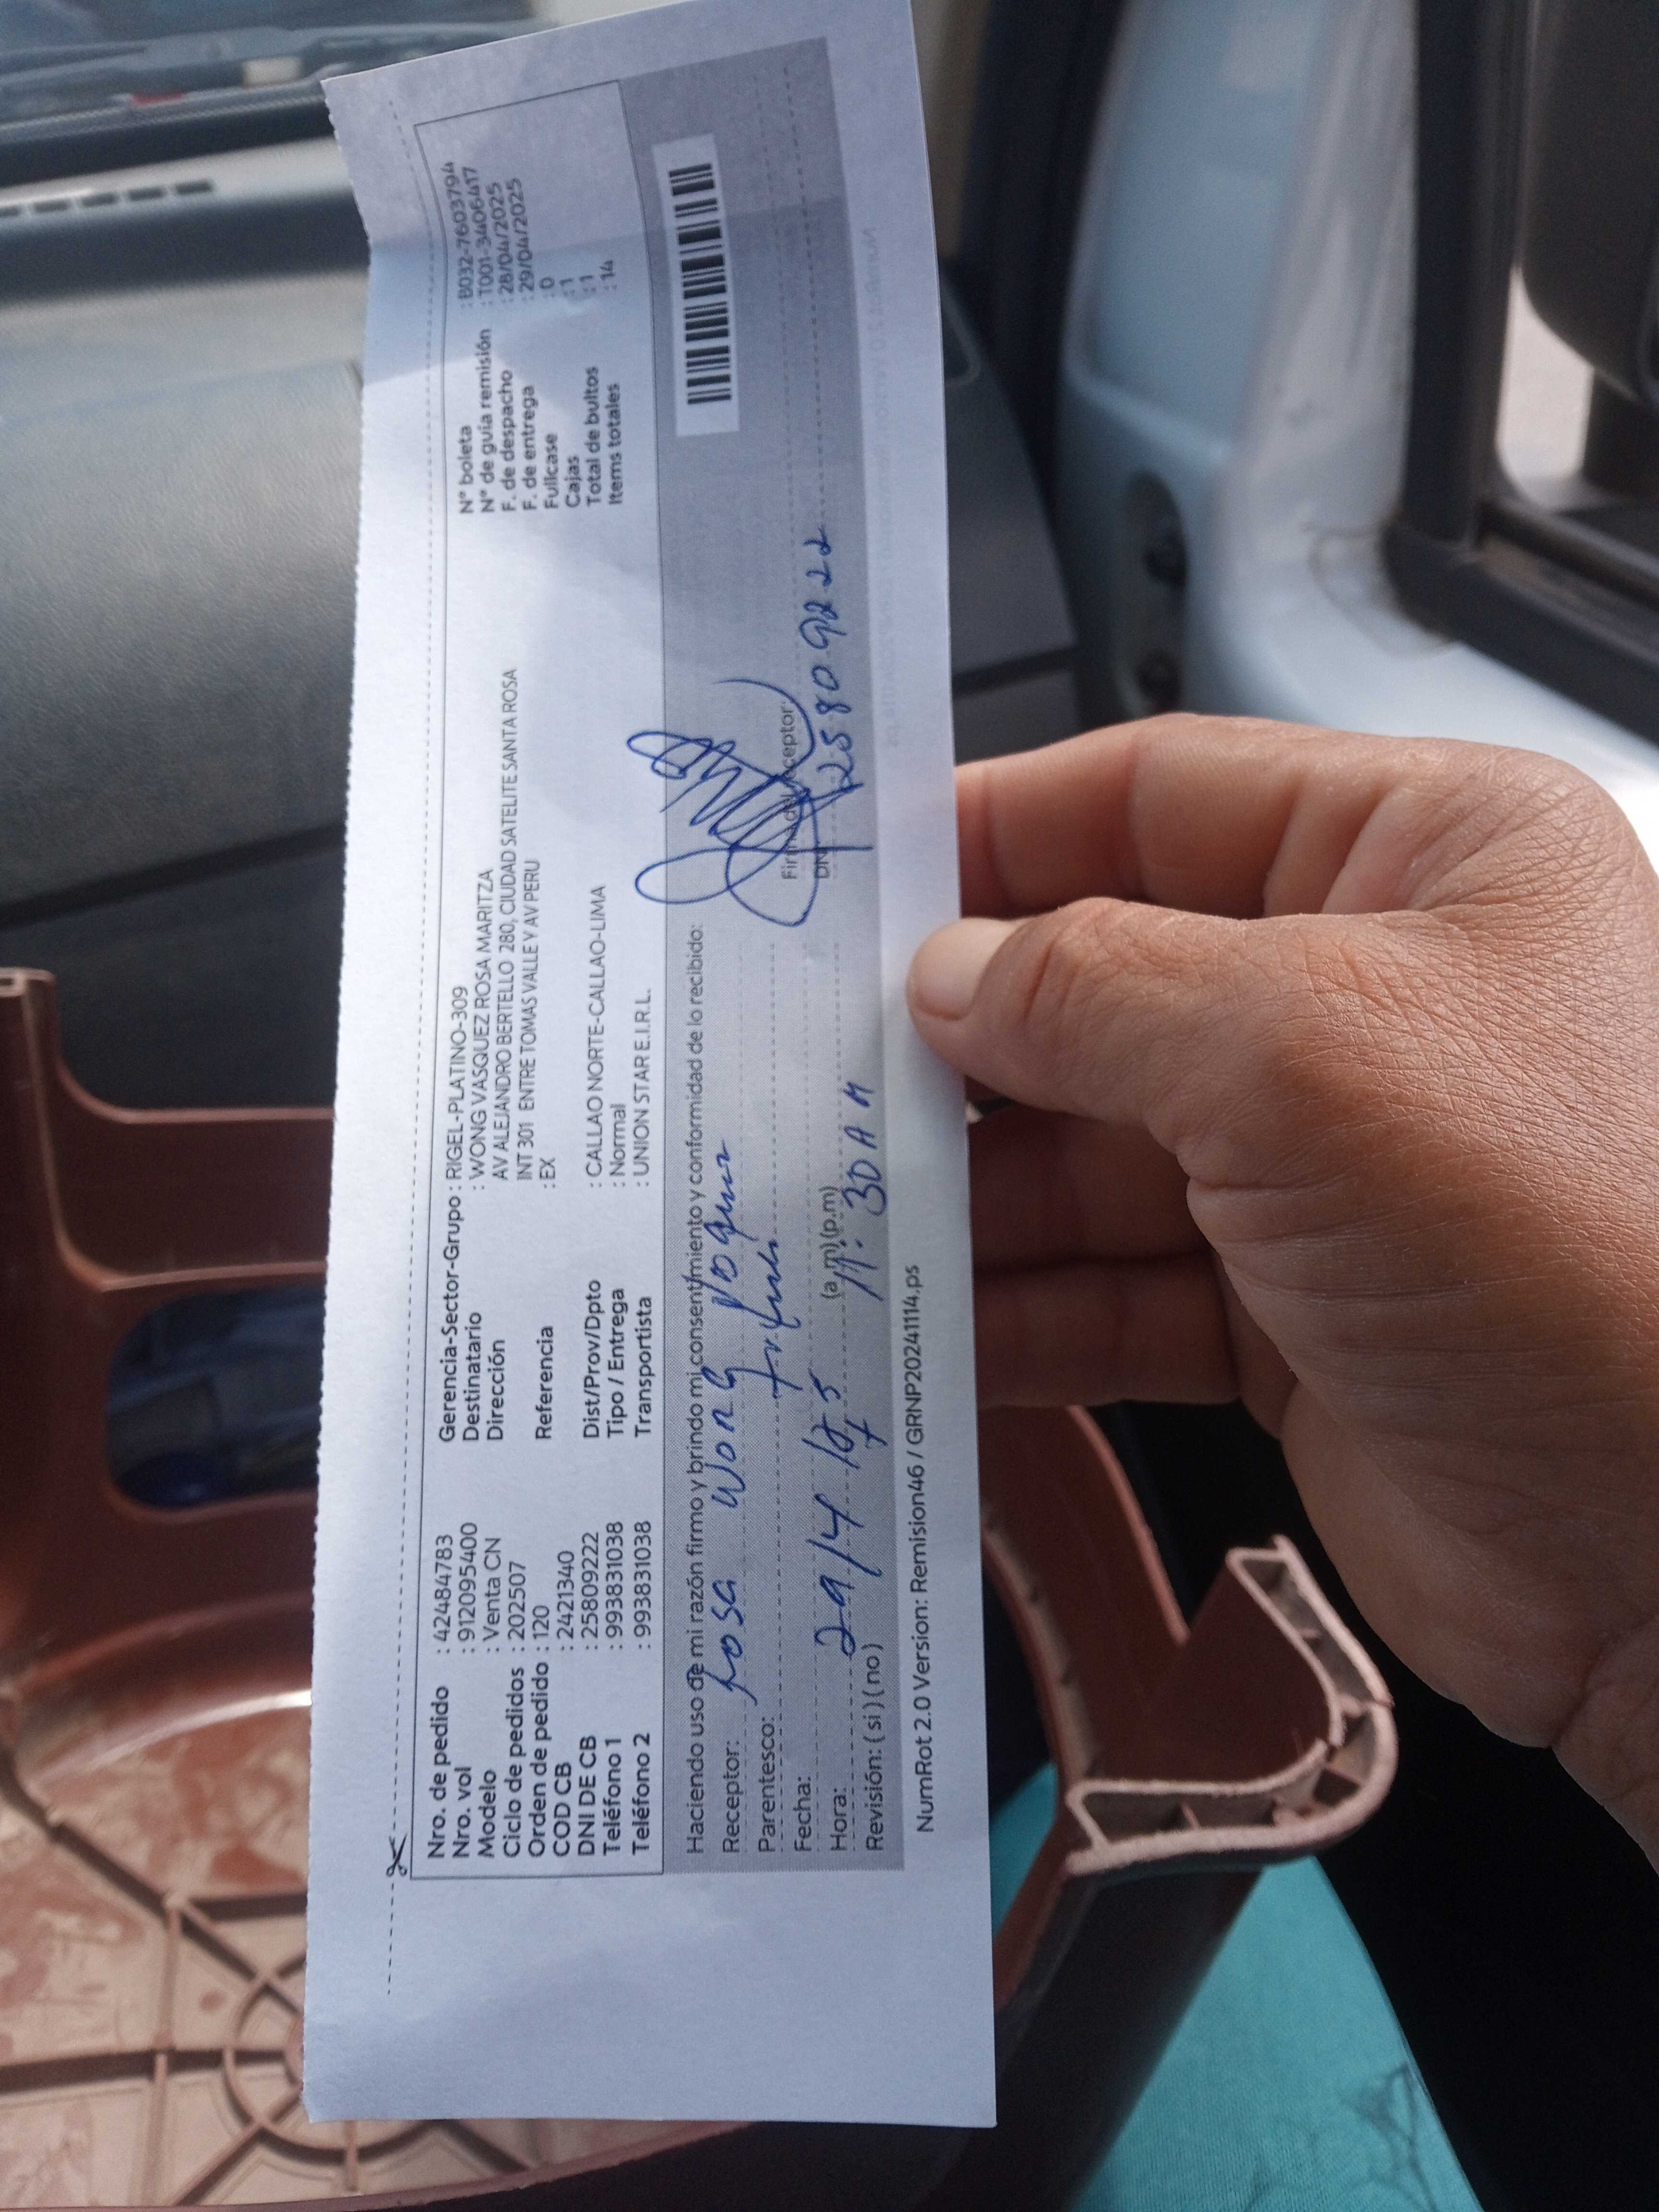 Nro. de pedido : 42484783
Nro. vol : 912095400
Modelo : Venta CN
Ciclo de pedidos : 202507
Orden de pedido : 120
COD CB : 2421340
DNI DE CB : 25809222
Teléfono 1 : 993831038
Teléfono 2 : 993831038
Gerencia-Sector-Grupo : RIGEL-PLATINO-309
Destinatario : WONG VASQUEZ ROSA MARITZA
Dirección AV ALEJANDRO BERTELLO 280, CIUDAD SATELITE SANTA ROSA
INT 301 ENTRE TOMAS VALLE Y AV PERU
Referencia : EX
Dist/Prov/Dpto : CALLAO NORTE-CALLAO-LIMA
Tipo / Entrega : Normal
Transportista : UNION STAR E.I.R.L.
N° boleta : B032-7603794
N° de guía remisión : T001-3406417
F. de despacho : 28/04/2025
F. de entrega : 29/04/2025
Fullcase : 0
Cajas : 1
Total de bultos : 1
Items totales : 14
Haciendo uso de mi razón firmo y brindo mi consentimiento y conformidad de lo recibido:
Receptor: rosa Wong
Parentesco:
Fecha: 29/4
Hora: (a.m) (p.m) 11:30 AM
Revisión: ( si ) ( no )
Firma del receptor:
DNI 25809222
NumRot 2.0 Version: Remision46 / GRNP20241114.ps